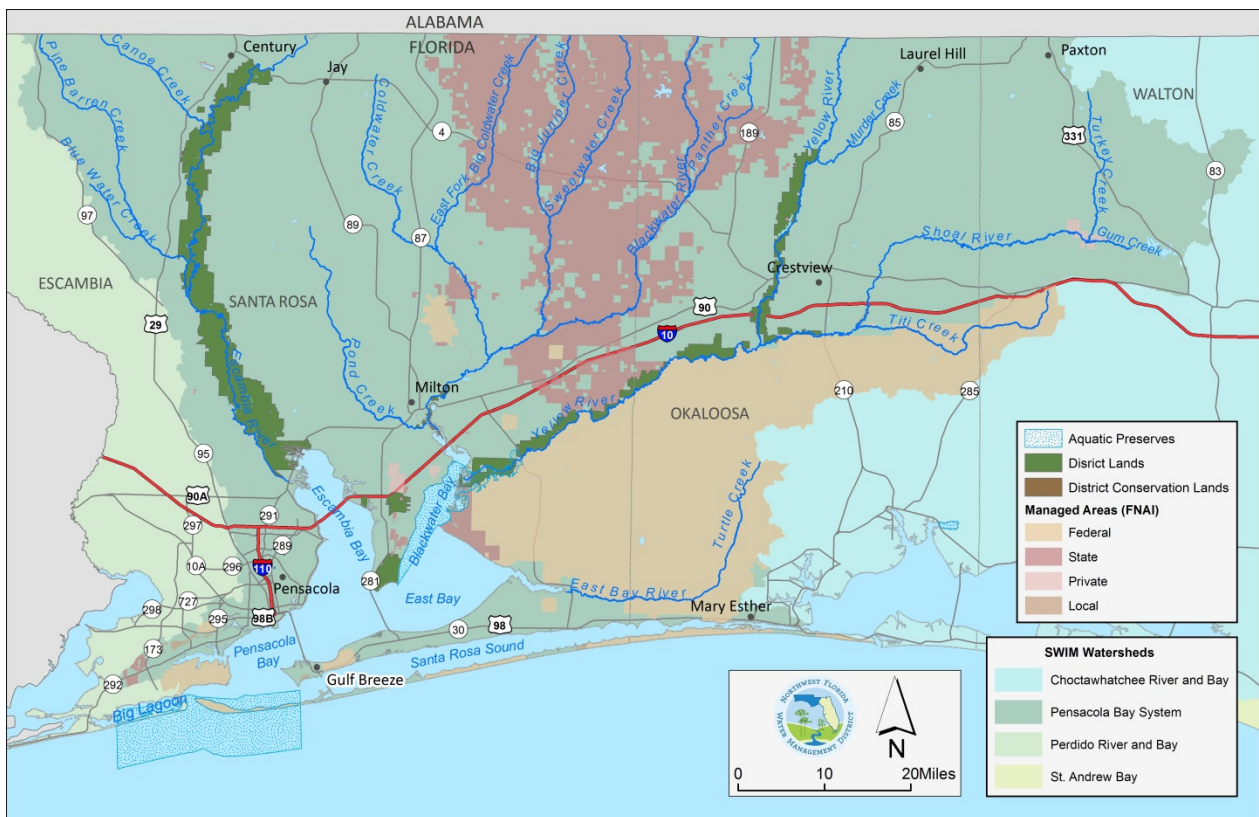 ALABAMA
FLORIDA
Century
Jay
Laurel Hill
Paxton
WALTON
Pine Barren Creek
Canoe Creek
Blue Water Creek
Coldwater Creek
East Fork Big Coldwater Creek
Big Juniper Creek
Sweetwater Creek
Panther Creek
Blackwater River
Yellow River
Murder Creek
Turkey Creek
4
189
85
331
83
97
89
87
Shoal River
Gum Creek
Crestview
ESCAMBIA
SANTA ROSA
29
90
10
Titi Creek
Pond Creek
Escambia River
Milton
Yellow River
OKALOOSA
210
285
95
90A
Escambia Bay
Blackwater Bay
Turtle Creek
291
297
289
10A
296
110
Pensacola
281
East Bay
East Bay River
Mary Esther
298
727
295
98B
30
98
173
Pensacola Bay
Santa Rosa Sound
Gulf Breeze
292
Big Lagoon
Aquatic Preserves
Disrict Lands
District Conservation Lands
Managed Areas (FNAI)
Federal
State
Private
Local
SWIM Watersheds
Choctawhatchee River and Bay
Pensacola Bay System
Perdido River and Bay
St. Andrew Bay
NORTHWEST FLORIDA
WATER MANAGEMENT DISTRICT
N
0 10 20Miles